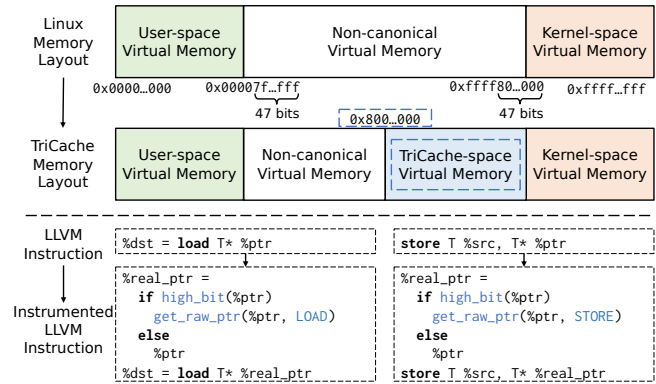 Linux
Memory
Layout
User-space
Virtual Memory
Non-canonical
Virtual Memory
Kernel-space
Virtual Memory
0x0000…000
0x00007f…fff
0xffff80…000
0xffff…fff
47 bits
47 bits
0x800…000
TriCache
Memory
Layout
User-space
Virtual Memory
Non-canonical
Virtual Memory
TriCache-space
Virtual Memory
Kernel-space
Virtual Memory
LLVM
Instruction
%dst = load T* %ptr
store T %src, T* %ptr
Instrumented
LLVM
Instruction
%real_ptr =
if high_bit(%ptr)
get_raw_ptr(%ptr, LOAD)
else
%ptr
%dst = load T* %real_ptr
%real_ptr =
if high_bit(%ptr)
get_raw_ptr(%ptr, STORE)
else
%ptr
store T %src, T* %real_ptr